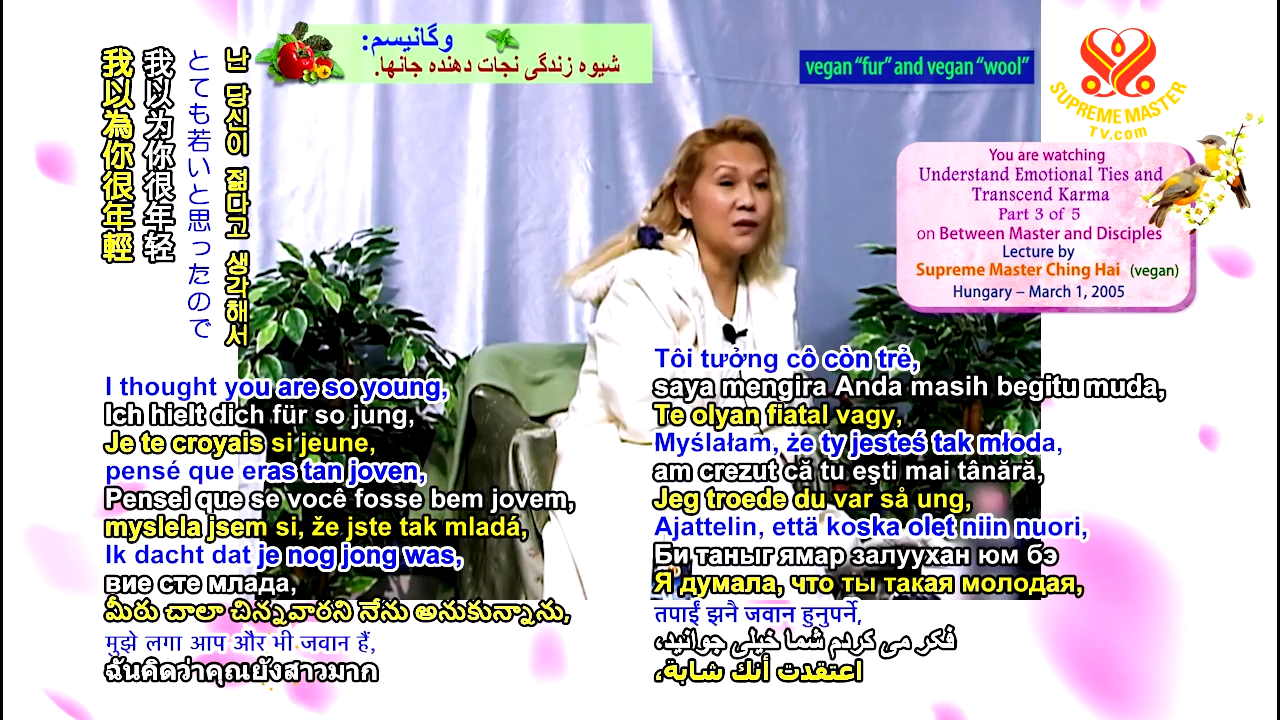 我以為你很年輕
我以为你很年轻
とても若いと思ったので
난 당신이 젊다고 생각해서
وگانیسم:
شیوه زندگی نجات دهنده جانها.
vegan “fur” and vegan “wool”
SUPREME MASTER
TV.com
You are watching
Understand Emotional Ties and
Transcend Karma
Part 3 of 5
on Between Master and Disciples
Lecture by
Supreme Master Ching Hai (vegan)
Hungary – March 1, 2005
I thought you are so young,
Ich hielt dich für so jung,
Je te croyais si jeune,
pensé que eras tan joven,
Pensei que se você fosse bem jovem,
myslela jsem si, že jste tak mladá,
Ik dacht dat je nog jong was,
вие сте млада,
మీరు చాలా చిన్నవారని నేను అనుకున్నాను,
मुझे लगा आप और भी जवान हैं,
ฉันคิดว่าคุณยังสาวมาก
Tôi tưởng cô còn trẻ,
saya mengira Anda masih begitu muda,
Te olyan fiatal vagy,
Myślałam, że ty jesteś tak młoda,
am crezut că tu eşti mai tânără,
Jeg troede du var så ung,
Ajattelin, että koska olet niin nuori,
Би таныг ямар залуухан юм бэ
Я думала, что ты такая молодая,
तपाईं झनै जवान हुनुपर्ने,
فکر می کردم شما خیلی جوانید،
اعتقدت أنك شابة،